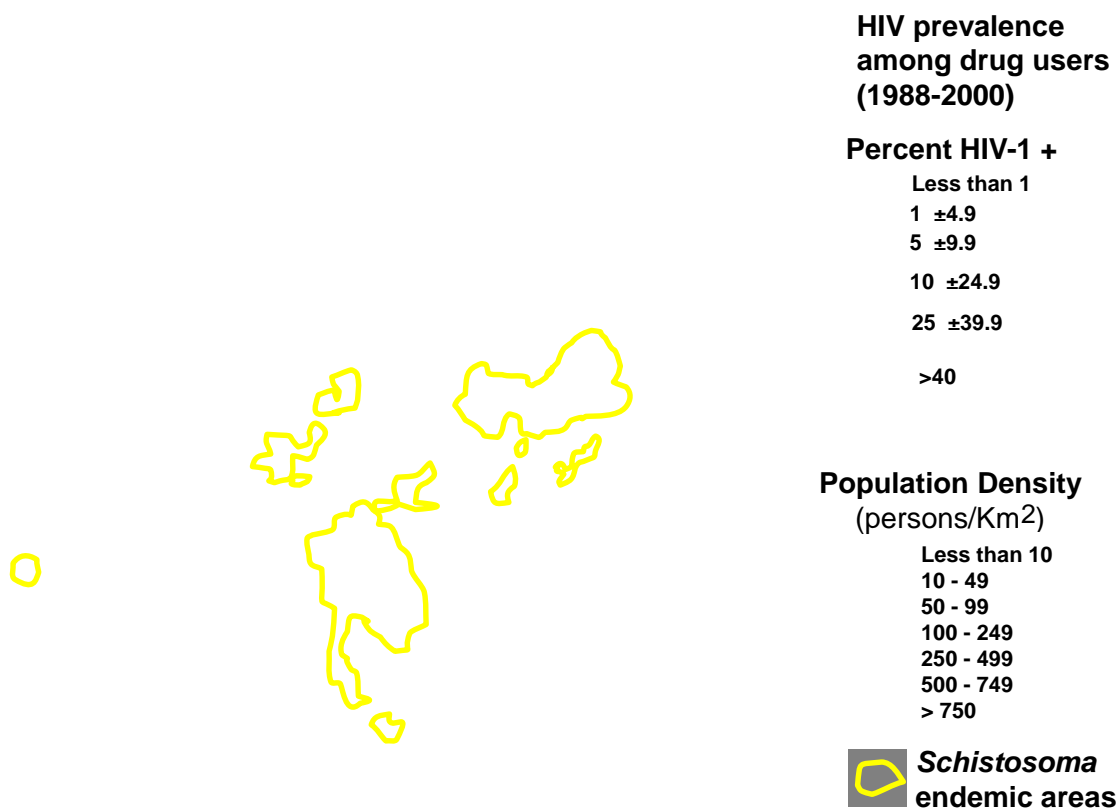 HIV prevalence
among drug users
(1988-2000)
Percent HIV-1 +
Less than 1
1 ±4.9
5 ±9.9
10 ±24.9
25 ±39.9
>40
Population Density
(persons/Km2)
Less than 10
10 - 49
50 - 99
100 - 249
250 - 499
500 - 749
> 750
Schistosoma
endemic areas